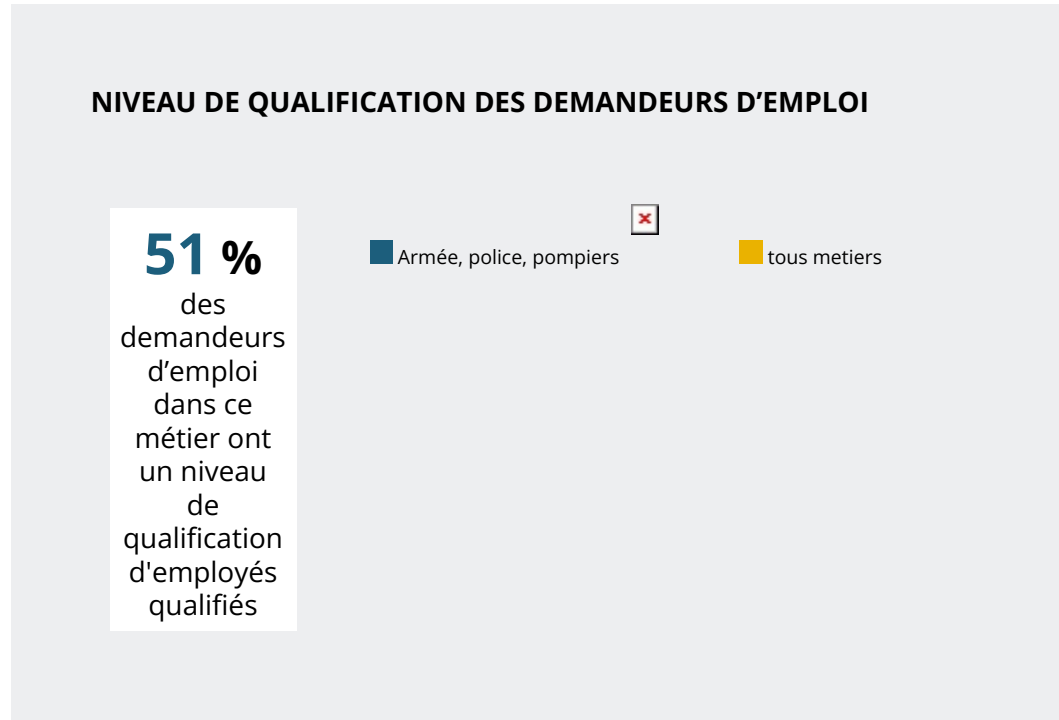 NIVEAU DE QUALIFICATION DES DEMANDEURS D’EMPLOI
51 %
des
demandeurs
d’emploi
dans ce
métier ont
un niveau
de
qualification
d'employés
qualifiés
Armée, police, pompiers
tous metiers